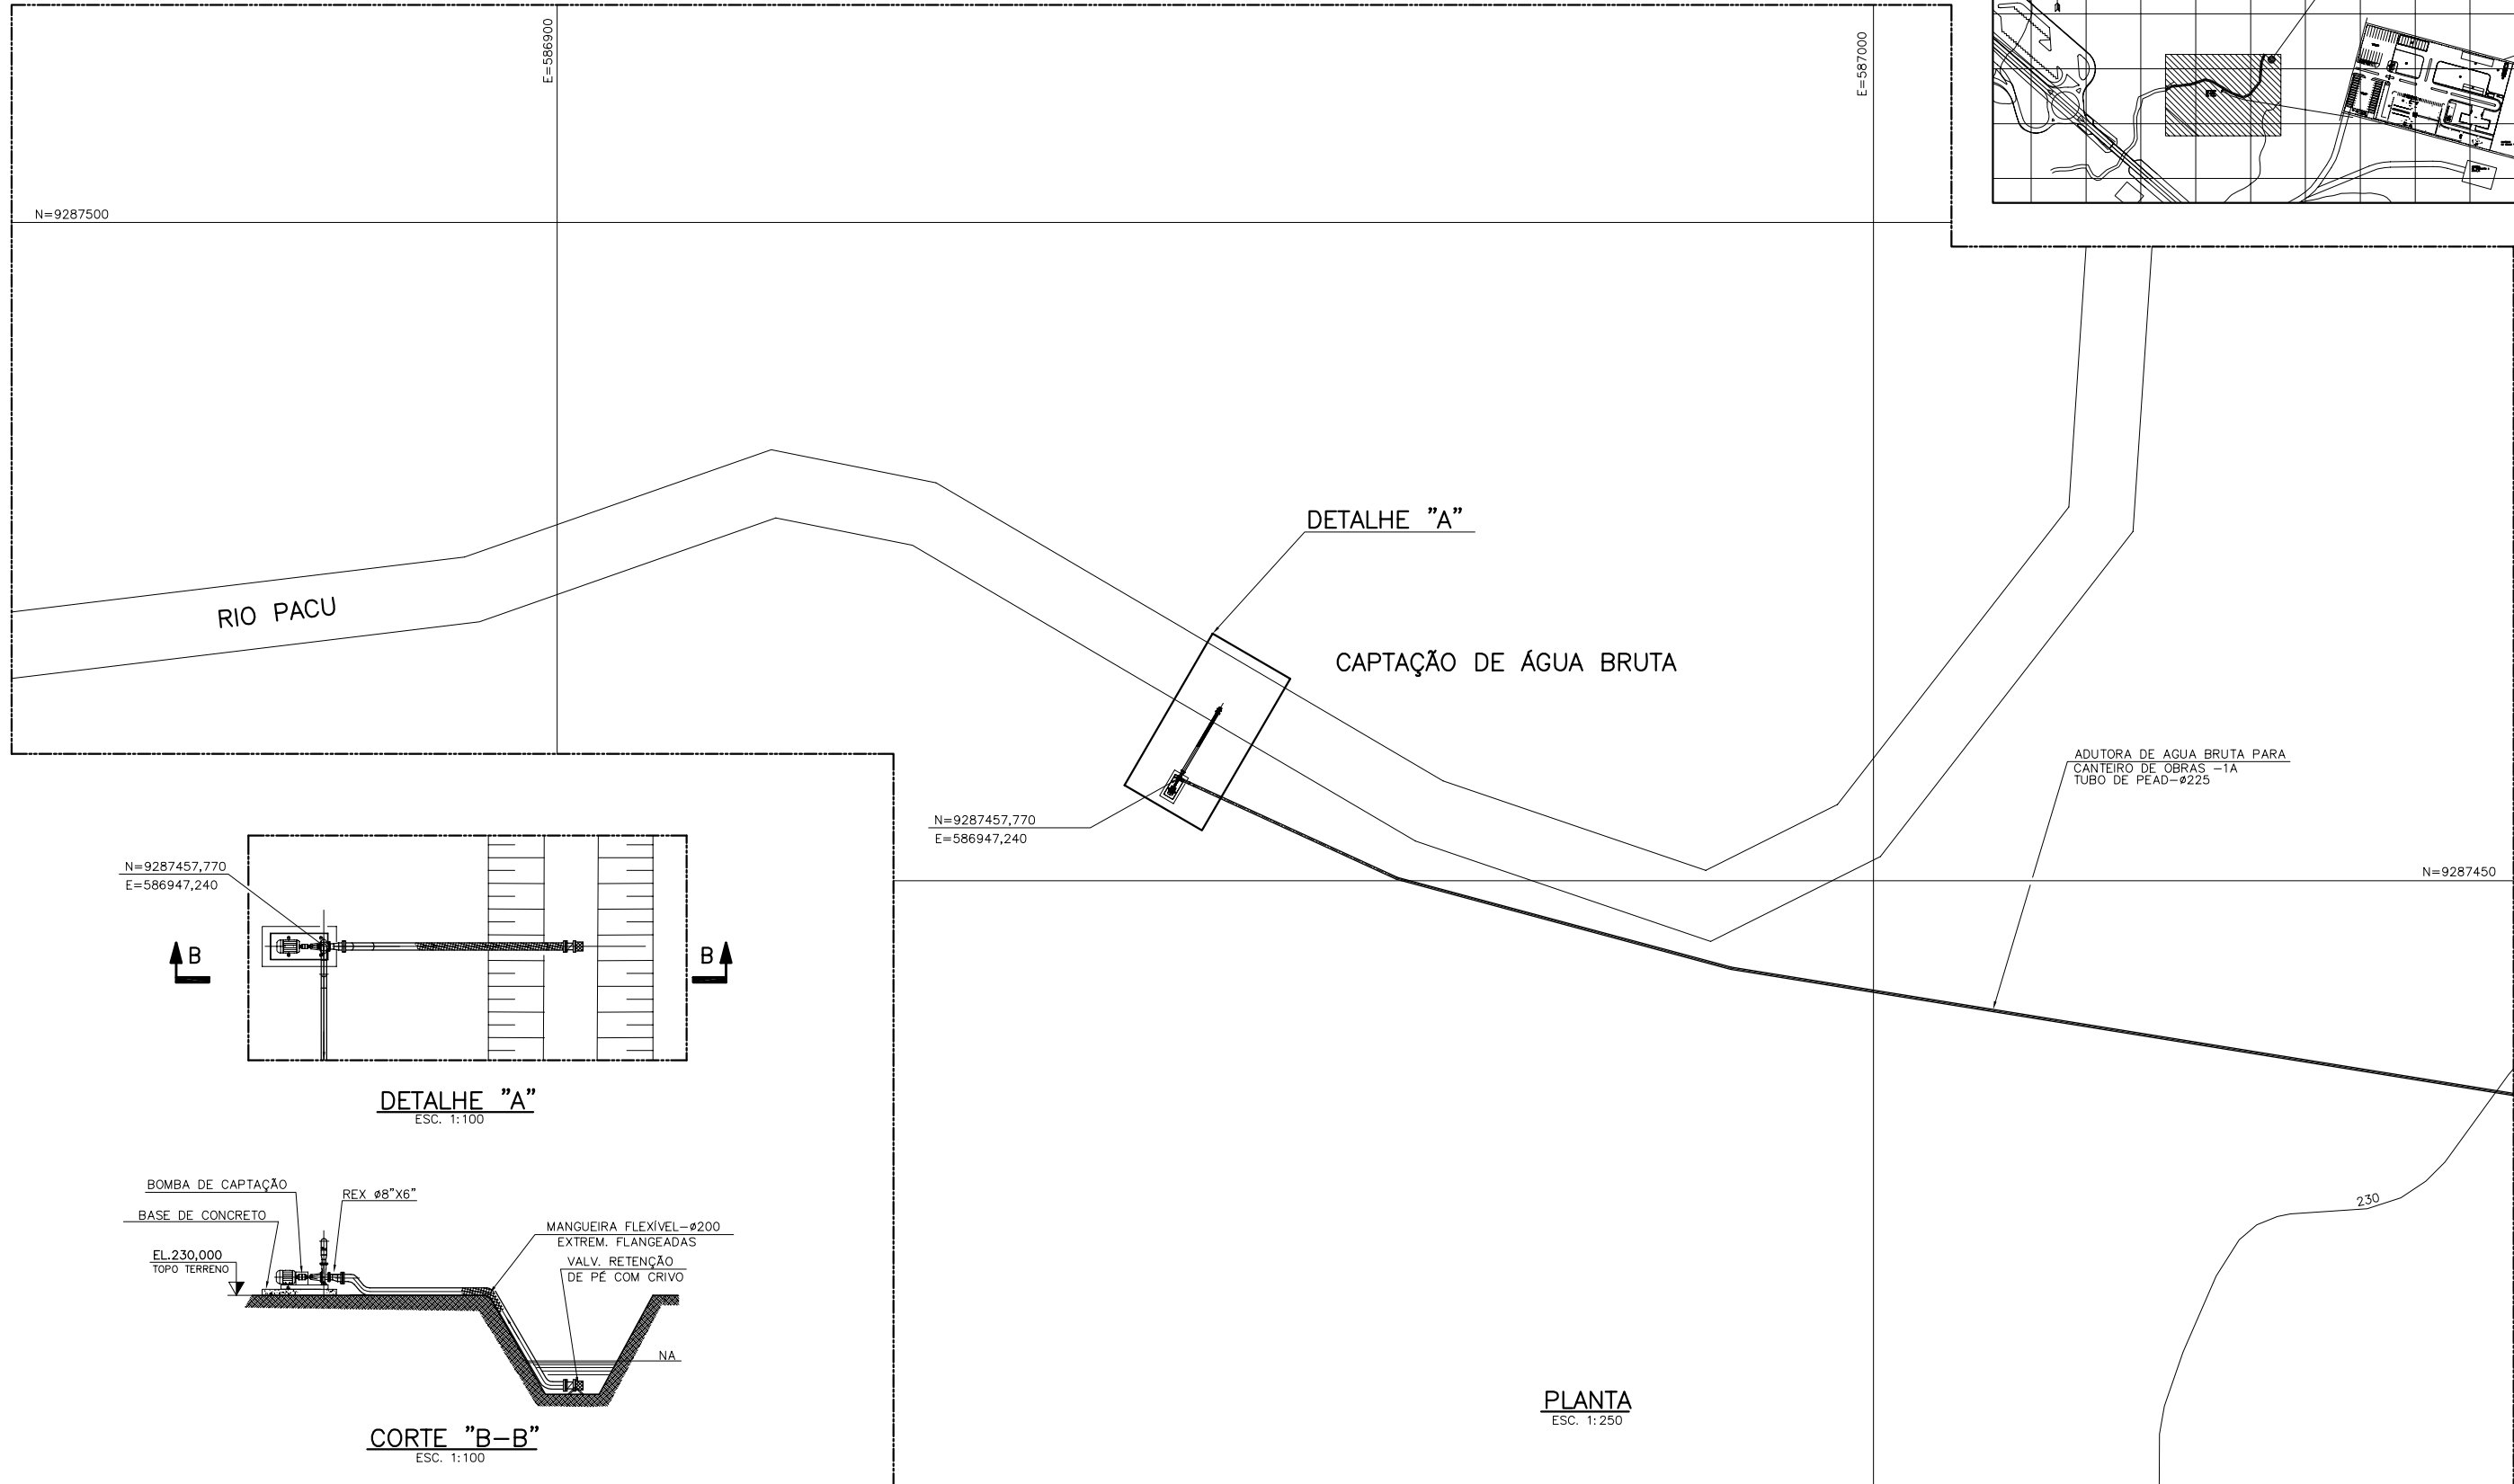 E=586900
E=587000
N=9287500
DETALHE "A"
RIO PACU
CAPTAÇÃO DE ÁGUA BRUTA
ADUTORA DE AGUA BRUTA PARA
CANTEIRO DE OBRAS -1A
TUBO DE PEAD-ø225
N=9287457,770
E=586947,240
N=9287450
N=9287457,770
E=586947,240
B
B
DETALHE "A"
ESC. 1:100
BOMBA DE CAPTAÇÃO
REX ø8"X6"
BASE DE CONCRETO
MANGUEIRA FLEXÍVEL-ø200
EXTREM. FLANGEADAS
EL.230,000
TOPO TERRENO
VALV. RETENÇÃO
DE PÉ COM CRIVO
NA
230
CORTE "B-B"
ESC. 1:100
PLANTA
ESC. 1:250